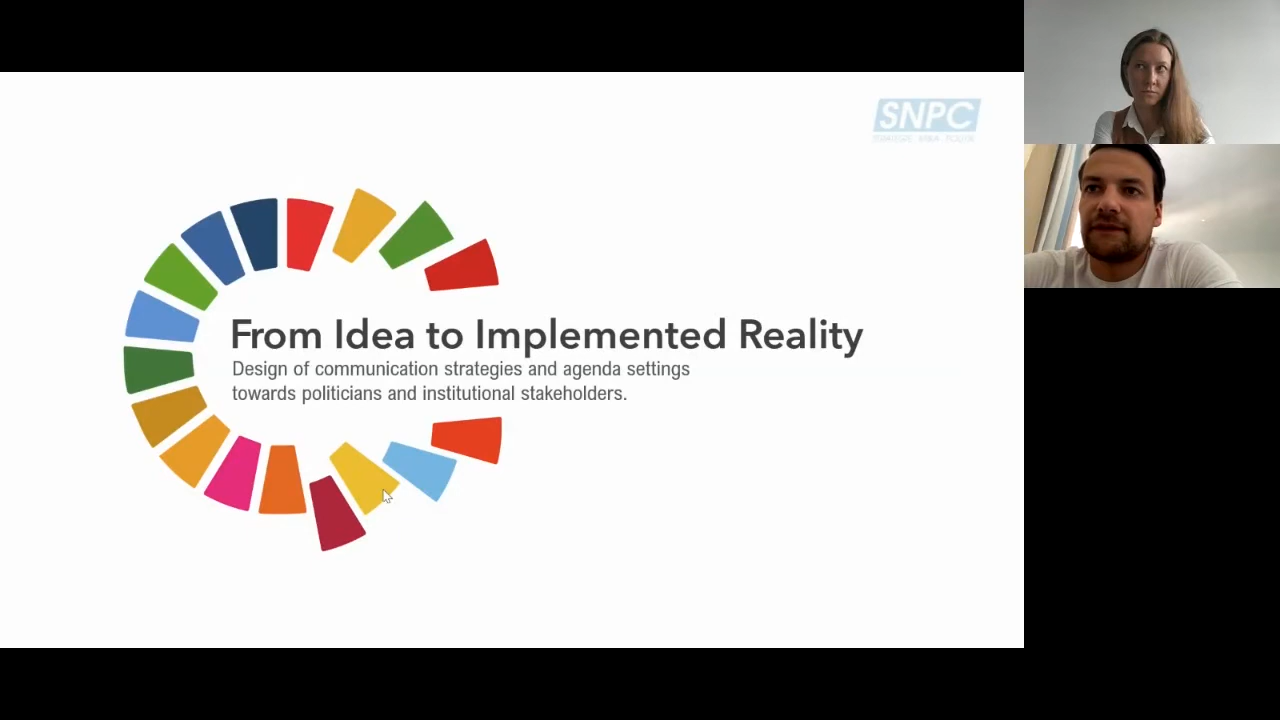 SNPC
From Idea to Implemented Reality
Design of communication strategies and agenda settings
towards politicians and institutional stakeholders.